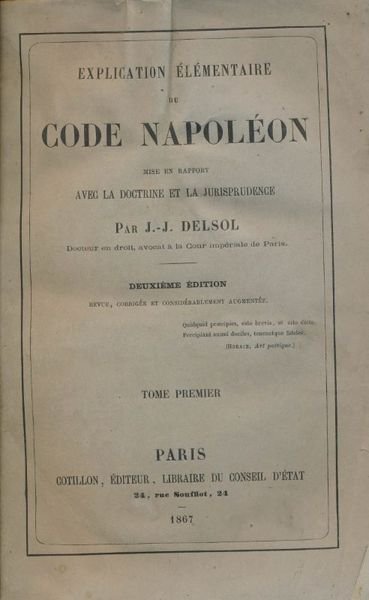 EXPLICATION ÉLÉMENTAIRE
DU
CODE NAPOLÉON
MISE EN RAPPORT
AVEC LA DOCTRINE ET LA JURISPRUDENCE
PAR J.-J. DELSOL
Docteur en droit, avocat à la Cour impériale de Paris.
DEUXIÈME ÉDITION
REVUE, CORRIGÉE ET CONSIDÉRABLEMENT AUGMENTÉE.
Quidquid præcipies, esto brevis, ut cito dicta
Percipiant animi dociles, teneantque fideles.
(HORACE, Art poétique.)
TOME PREMIER
PARIS
COTILLON, ÉDITEUR, LIBRAIRE DU CONSEIL D'ÉTAT
24, rue Soufflot, 24
1867